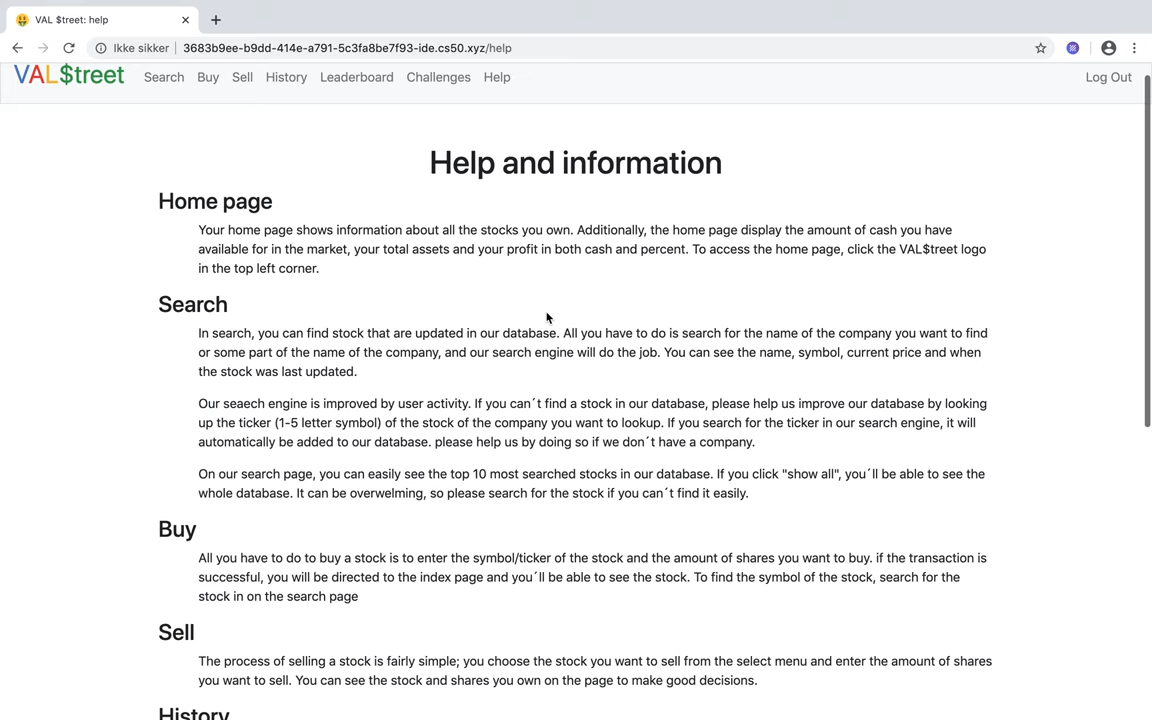 VAL $treet: help
Ikke sikker
3683b9ee-b9dd-414e-a791-5c3fa8be7f93-ide.cs50.xyz/help
VAL$treet Search Buy Sell History Leaderboard Challenges Help Log Out
Help and information
Home page
Your home page shows information about all the stocks you own. Additionally, the home page display the amount of cash you have
available for in the market, your total assets and your profit in both cash and percent. To access the home page, click the VAL$treet logo
in the top left corner.
Search
In search, you can find stock that are updated in our database. All you have to do is search for the name of the company you want to find
or some part of the name of the company, and our search engine will do the job. You can see the name, symbol, current price and when
the stock was last updated.
Our seaech engine is improved by user activity. If you can´t find a stock in our database, please help us improve our database by looking
up the ticker (1-5 letter symbol) of the stock of the company you want to lookup. If you search for the ticker in our search engine, it will
automatically be added to our database. please help us by doing so if we don´t have a company.
On our search page, you can easily see the top 10 most searched stocks in our database. If you click "show all", you´ll be able to see the
whole database. It can be overwelming, so please search for the stock if you can´t find it easily.
Buy
All you have to do to buy a stock is to enter the symbol/ticker of the stock and the amount of shares you want to buy. if the transaction is
successful, you will be directed to the index page and you´ll be able to see the stock. To find the symbol of the stock, search for the
stock in on the search page
Sell
The process of selling a stock is fairly simple; you choose the stock you want to sell from the select menu and enter the amount of shares
you want to sell. You can see the stock and shares you own on the page to make good decisions.
History